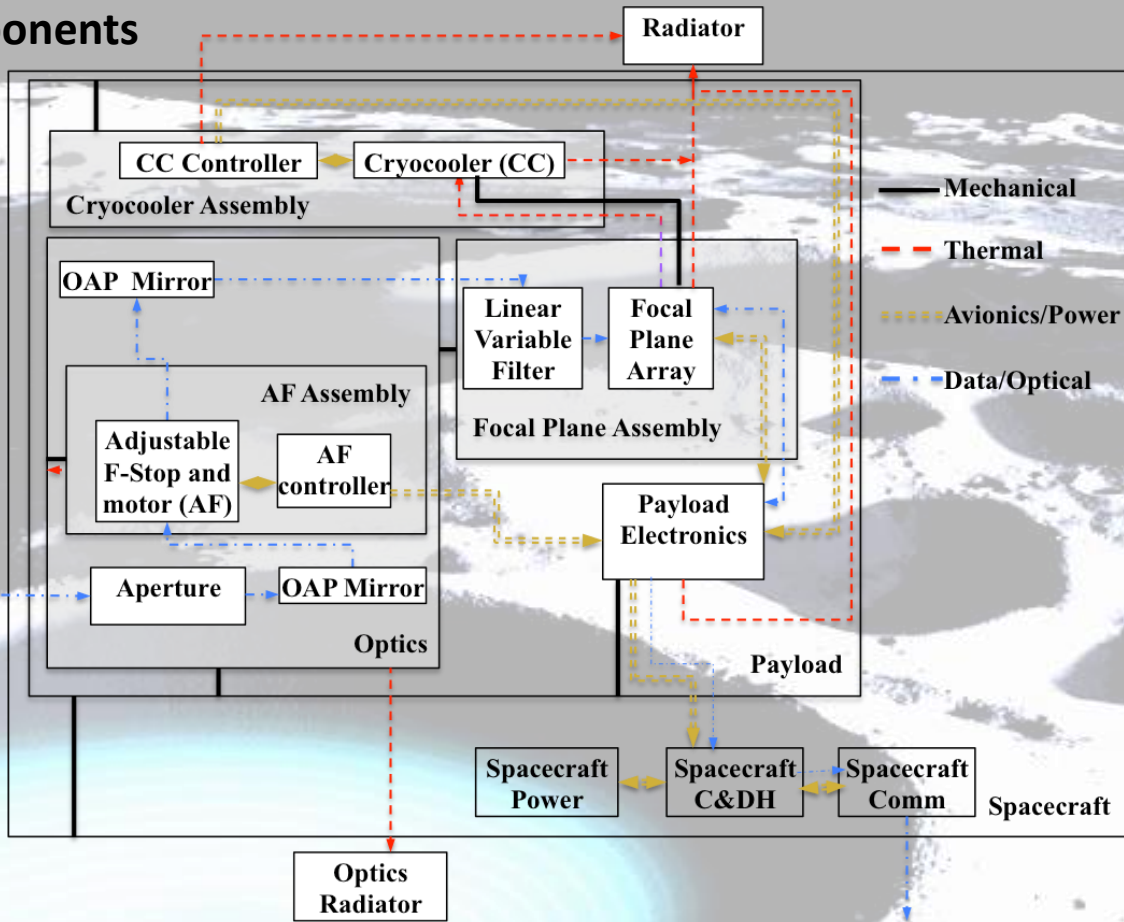 onents
Radiator
CC Controller
Cryocooler (CC)
Cryocooler Assembly
Mechanical
Thermal
Avionics/Power
Data/Optical
OAP Mirror
Linear
Variable
Filter
Focal
Plane
Array
Focal Plane Assembly
AF Assembly
Adjustable
F-Stop and
motor (AF)
AF
controller
Payload
Electronics
Aperture
OAP Mirror
Optics
Payload
Spacecraft
Power
Spacecraft
C&DH
Spacecraft
Comm
Spacecraft
Optics
Radiator